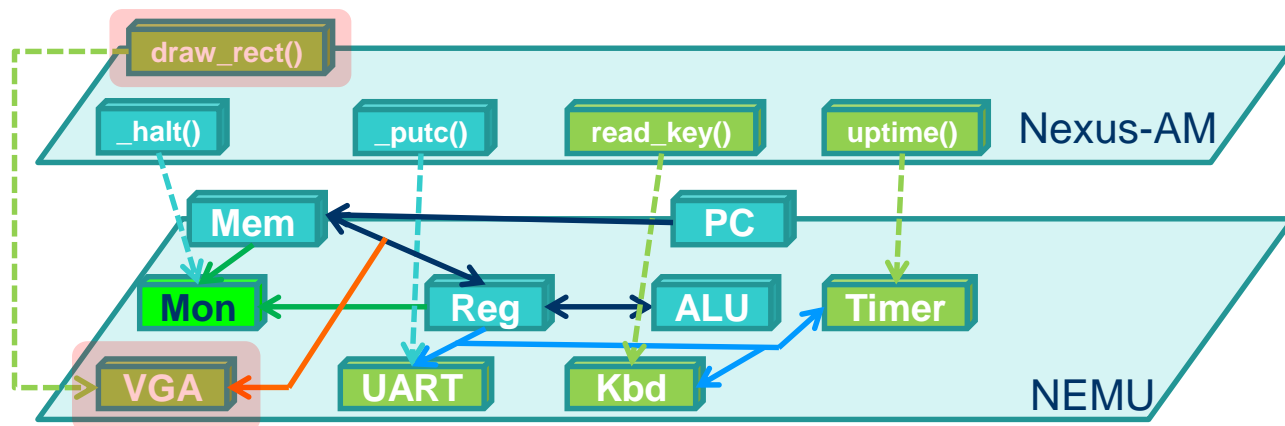 draw_rect()
_halt()
_putc()
read_key()
uptime()
Nexus-AM
Mem
PC
Mon
Reg
ALU
Timer
VGA
UART
Kbd
NEMU